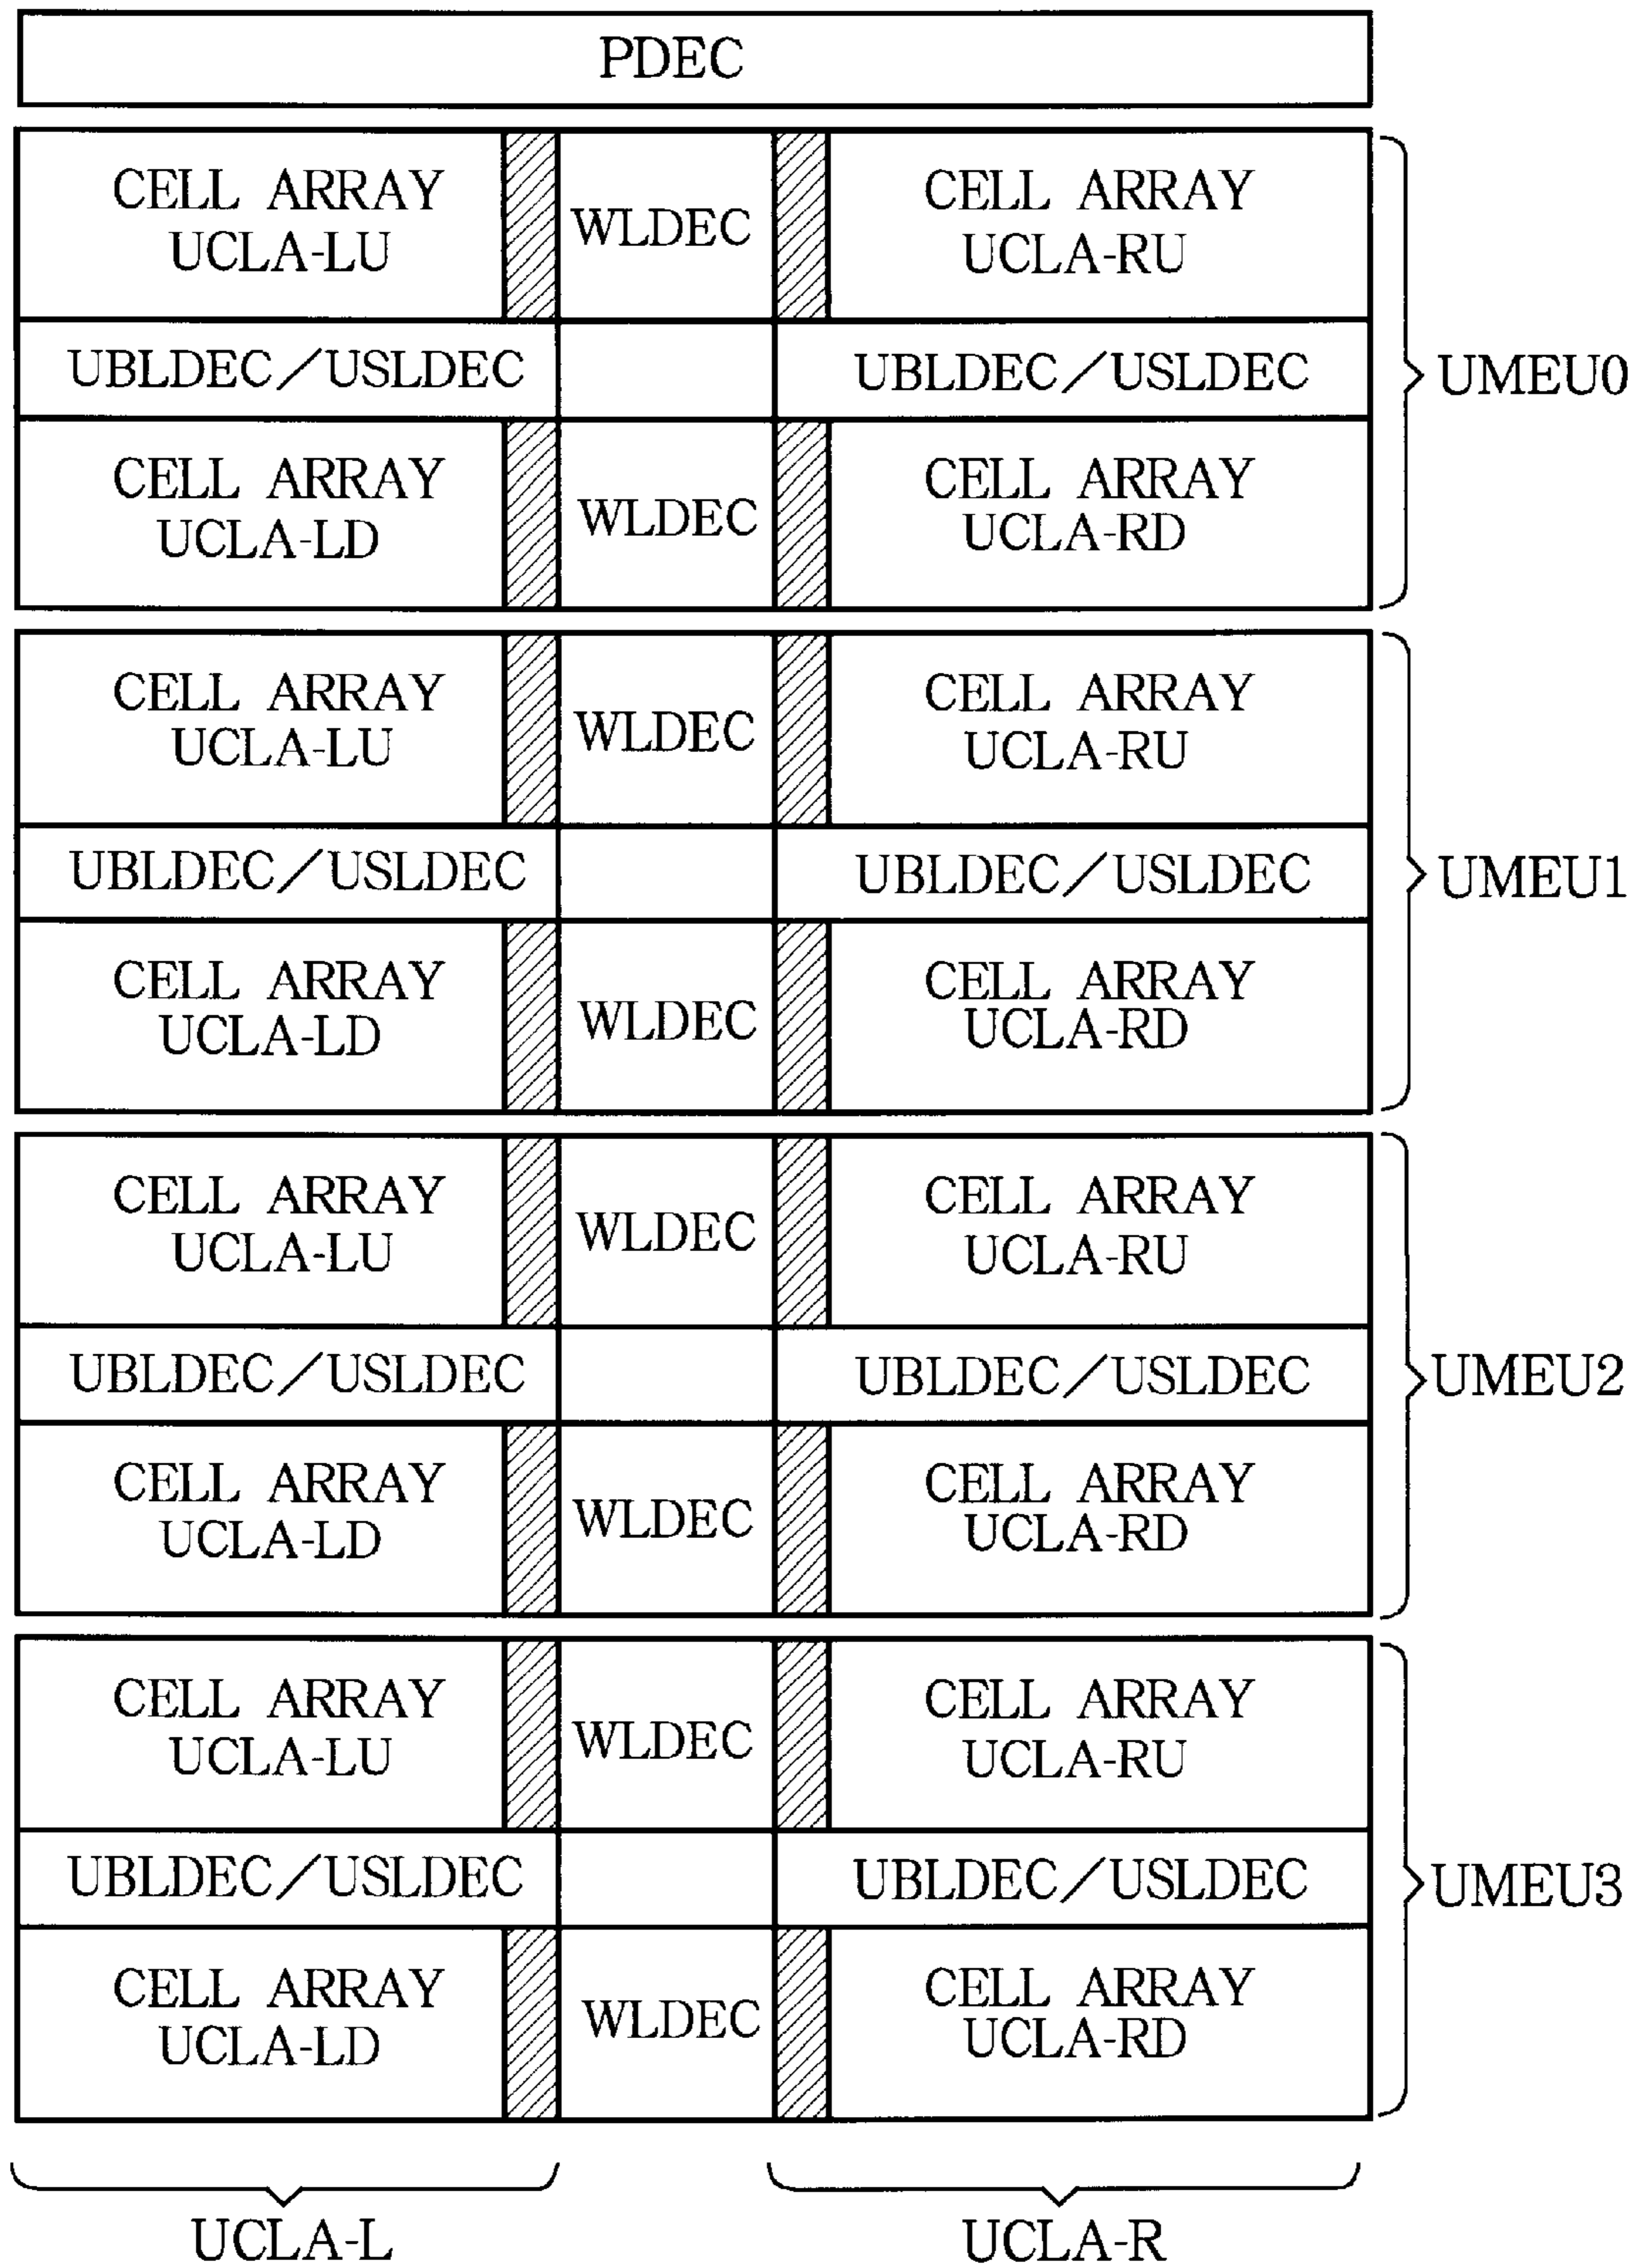 PDEC
CELL ARRAY
UCLA-LU
WLDEC
CELL ARRAY
UCLA-RU
UBLDEC/USLDEC
UBLDEC/USLDEC
UMEU0
CELL ARRAY
UCLA-LD
WLDEC
CELL ARRAY
UCLA-RD
CELL ARRAY
UCLA-LU
WLDEC
CELL ARRAY
UCLA-RU
UBLDEC/USLDEC
UBLDEC/USLDEC
UMEU1
CELL ARRAY
UCLA-LD
WLDEC
CELL ARRAY
UCLA-RD
CELL ARRAY
UCLA-LU
WLDEC
CELL ARRAY
UCLA-RU
UBLDEC/USLDEC
UBLDEC/USLDEC
UMEU2
CELL ARRAY
UCLA-LD
WLDEC
CELL ARRAY
UCLA-RD
CELL ARRAY
UCLA-LU
WLDEC
CELL ARRAY
UCLA-RU
UBLDEC/USLDEC
UBLDEC/USLDEC
UMEU3
CELL ARRAY
UCLA-LD
WLDEC
CELL ARRAY
UCLA-RD
UCLA-L
UCLA-R